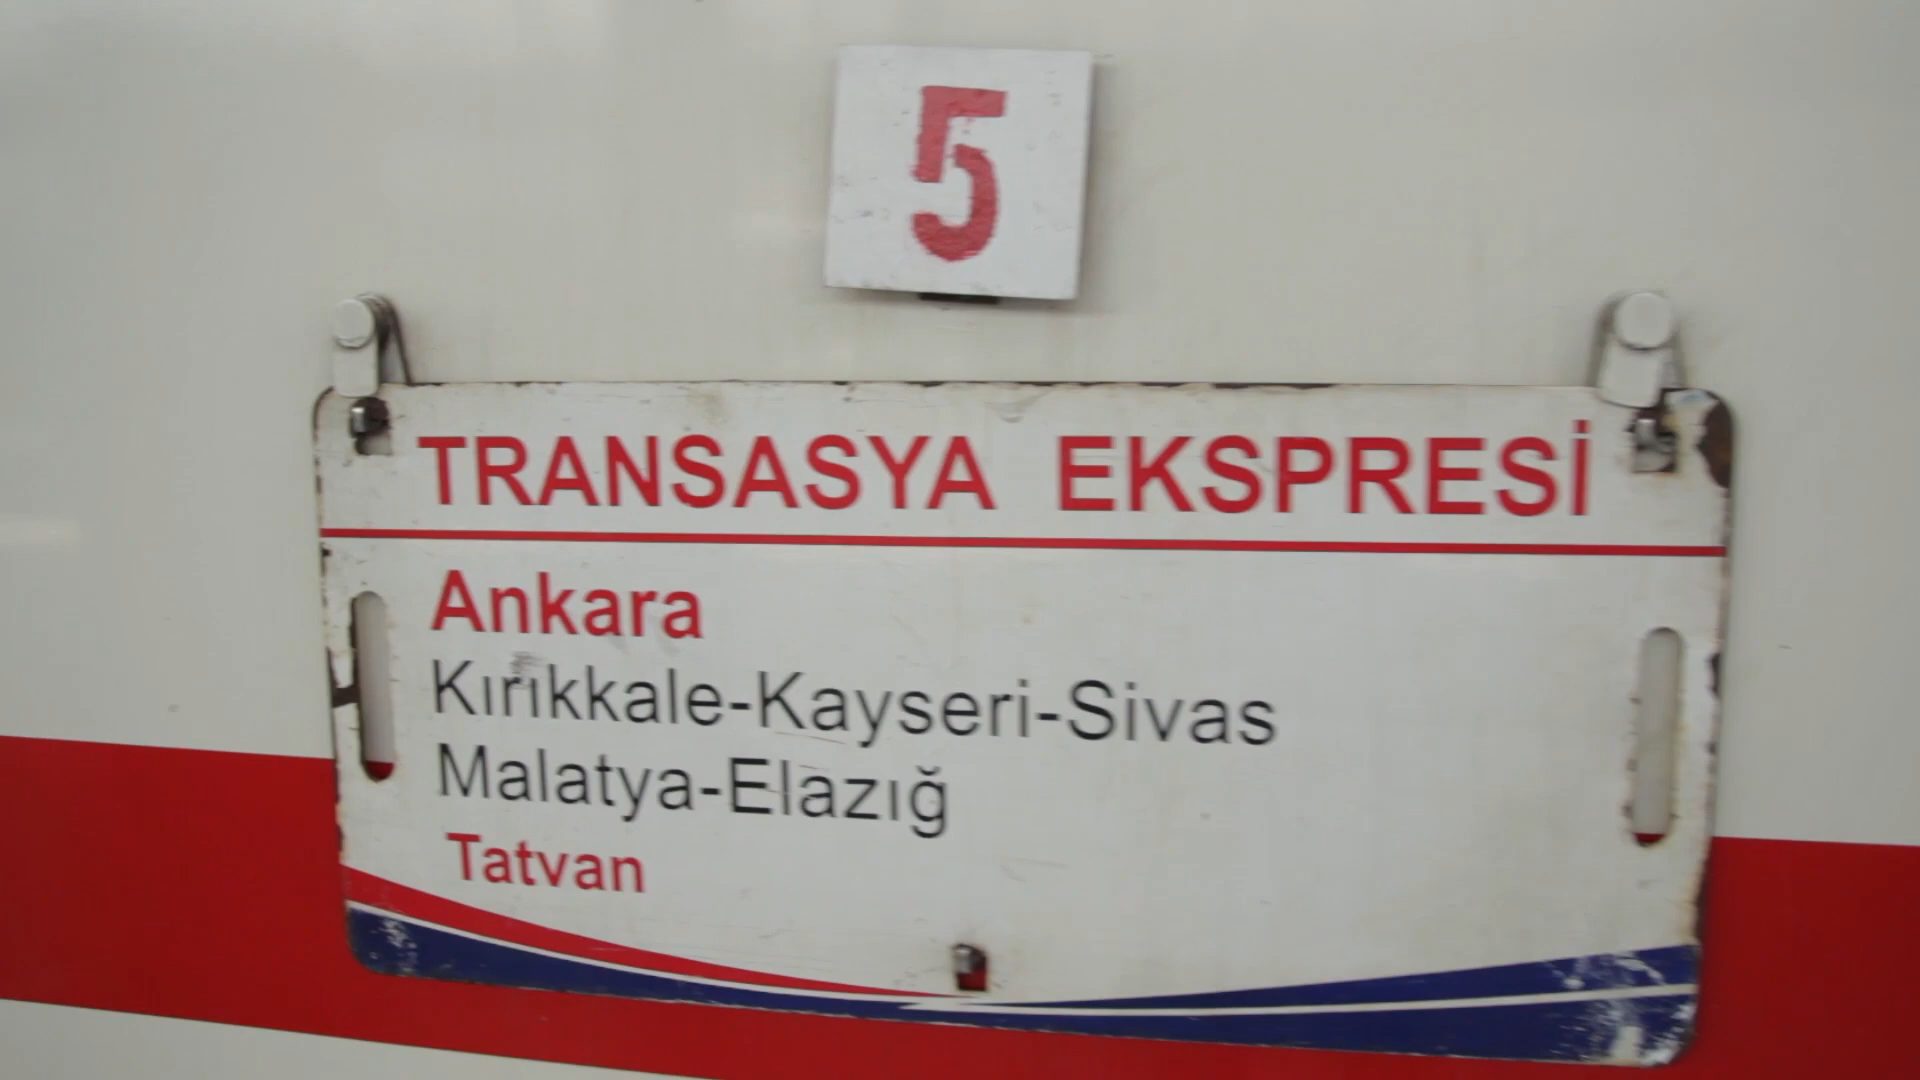 5
TRANSASYA EKSPRESİ
Ankara
Kırıkkale-Kayseri-Sivas
Malatya-Elazığ
Tatvan